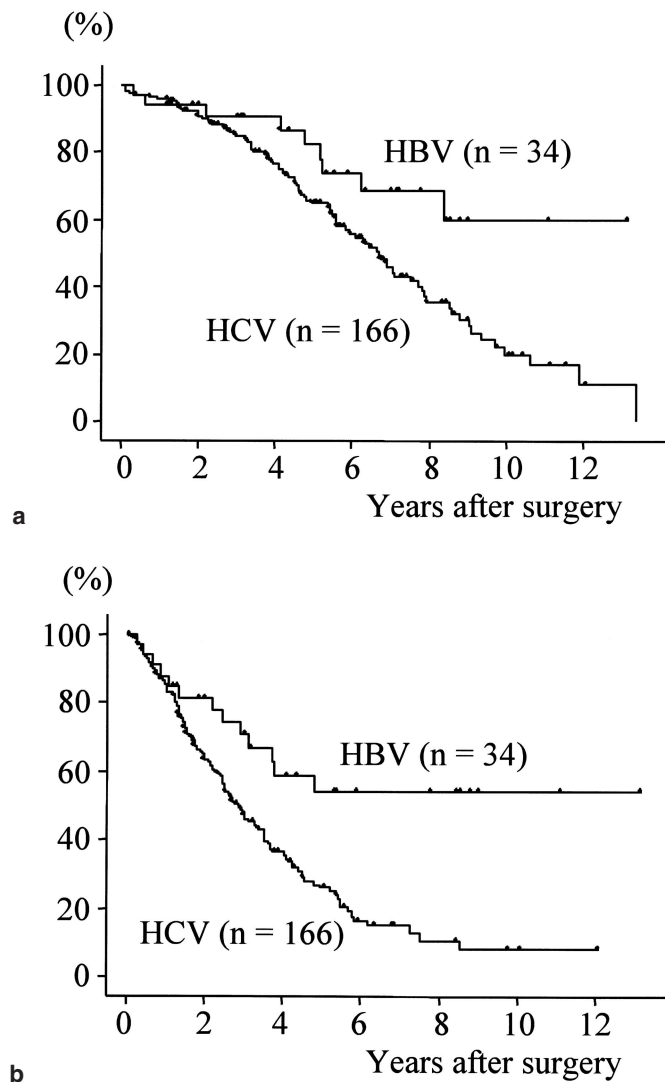 (%)
100
80
60
40
20
0
HBV (n = 34)
HCV (n = 166)
0 2 4 6 8 10 12
Years after surgery
a
(%)
100
80
60
40
20
0
HBV (n = 34)
HCV (n = 166)
0 2 4 6 8 10 12
Years after surgery
b